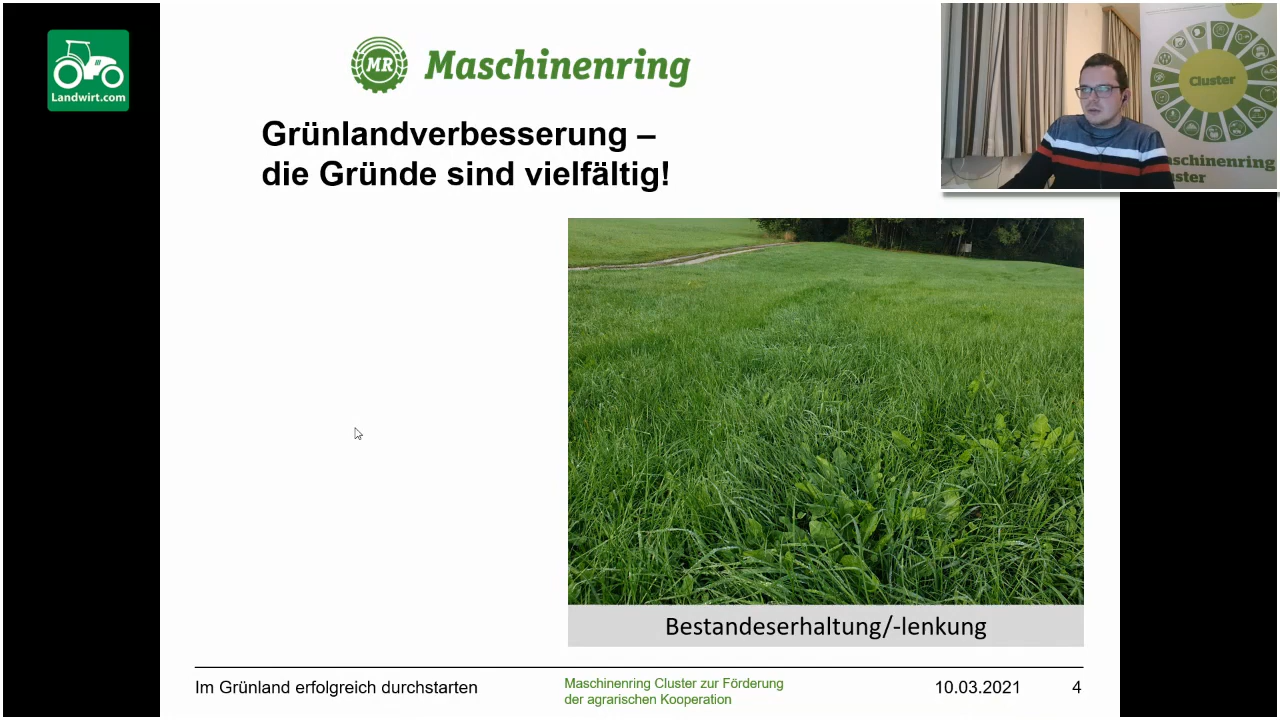 Landwirt.com
MR Maschinenring
Grünlandverbesserung –
die Gründe sind vielfältig!
Cluster
aschinenring
uster
Bestandeserhaltung/-lenkung
Im Grünland erfolgreich durchstarten
Maschinenring Cluster zur Förderung
der agrarischen Kooperation
10.03.2021
4